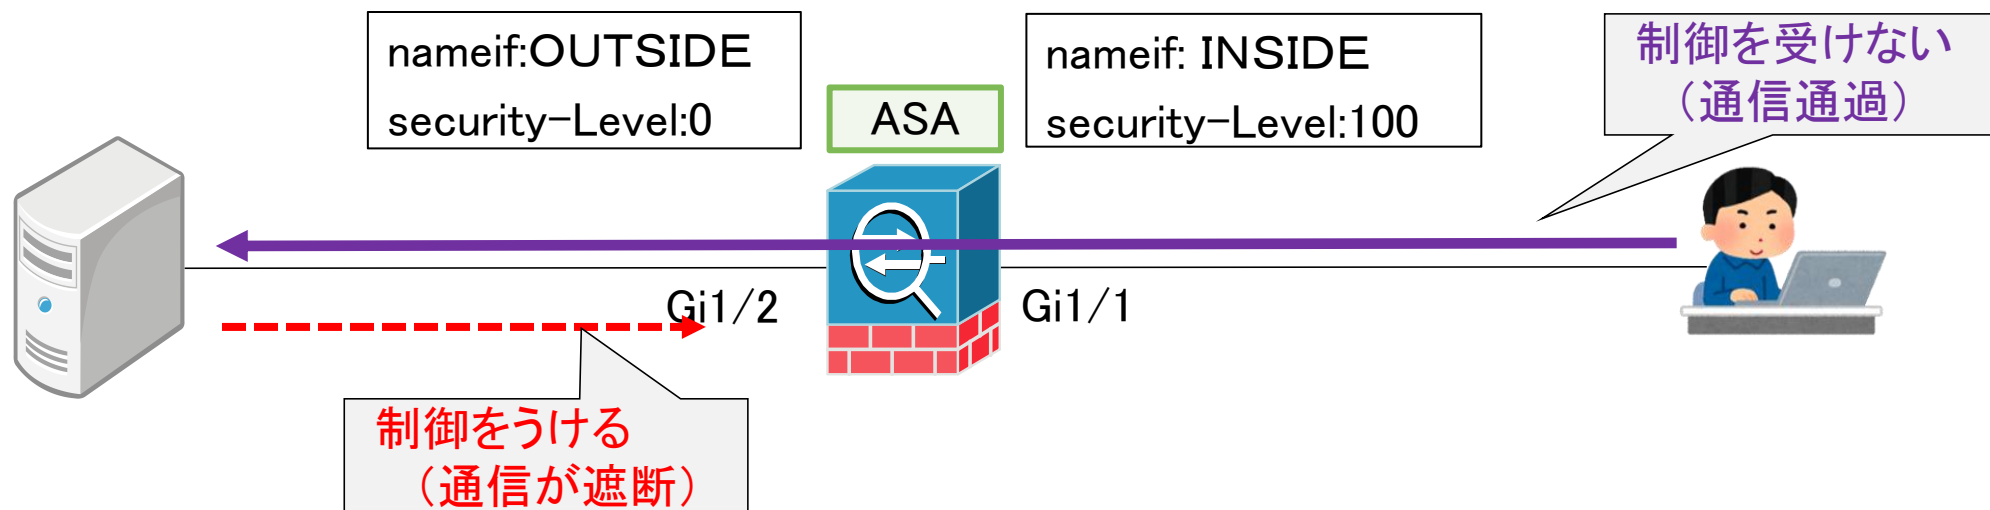 nameif:OUTSIDE
security-Level:0
ASA
nameif: INSIDE
security-Level:100
制御を受けない
（通信通過）
Gi1/2
Gi1/1
制御をうける
（通信が遮断）